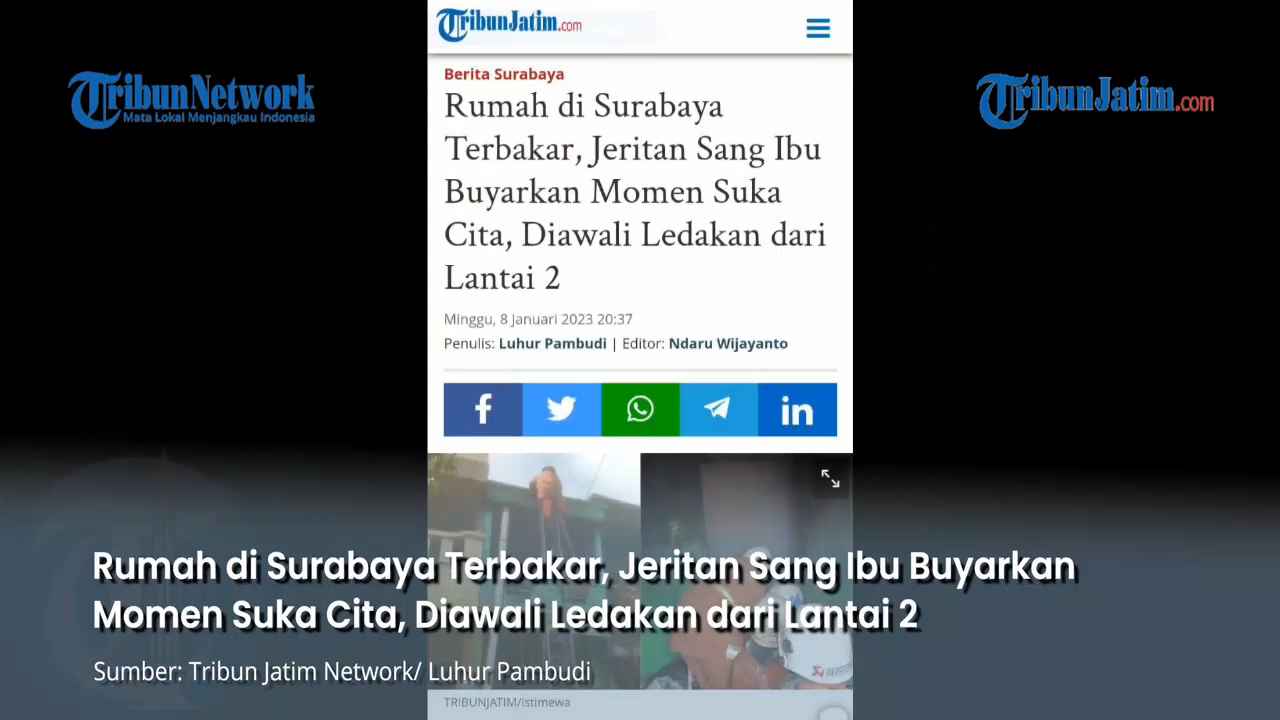 TribunJatim.com
TribunNetwork
Mata Lokal Menjangkau Indonesia
TribunJatim.com
Berita Surabaya
Rumah di Surabaya
Terbakar, Jeritan Sang Ibu
Buyarkan Momen Suka
Cita, Diawali Ledakan dari
Lantai 2
Minggu, 8 Januari 2023 20:37
Penulis: Luhur Pambudi | Editor: Ndaru Wijayanto
Rumah di Surabaya Terbakar, Jeritan Sang Ibu Buyarkan
Momen Suka Cita, Diawali Ledakan dari Lantai 2
Sumber: Tribun Jatim Network/ Luhur Pambudi
TRIBUNJATIM/istimewa